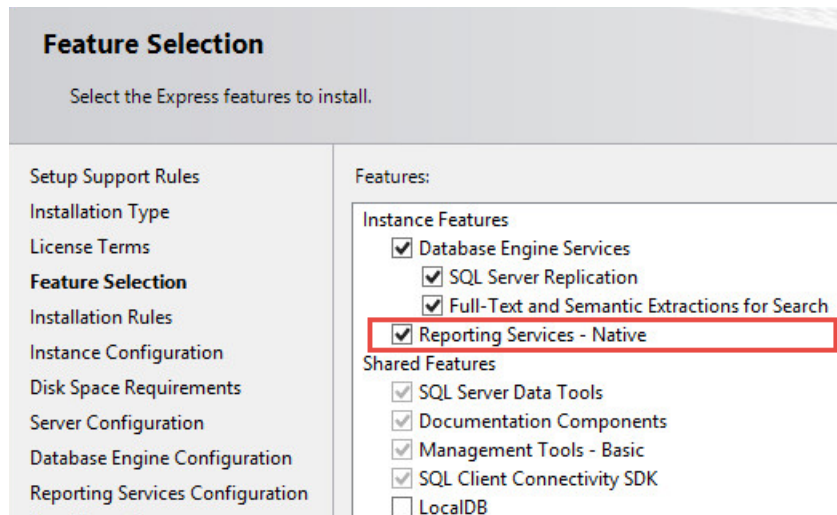 Feature Selection
Select the Express features to install.
Setup Support Rules
Installation Type
License Terms
Feature Selection
Installation Rules
Instance Configuration
Disk Space Requirements
Server Configuration
Database Engine Configuration
Reporting Services Configuration
Features:
Instance Features
Database Engine Services
SQL Server Replication
Full-Text and Semantic Extractions for Search
Reporting Services - Native
Shared Features
SQL Server Data Tools
Documentation Components
Management Tools - Basic
SQL Client Connectivity SDK
LocalDB